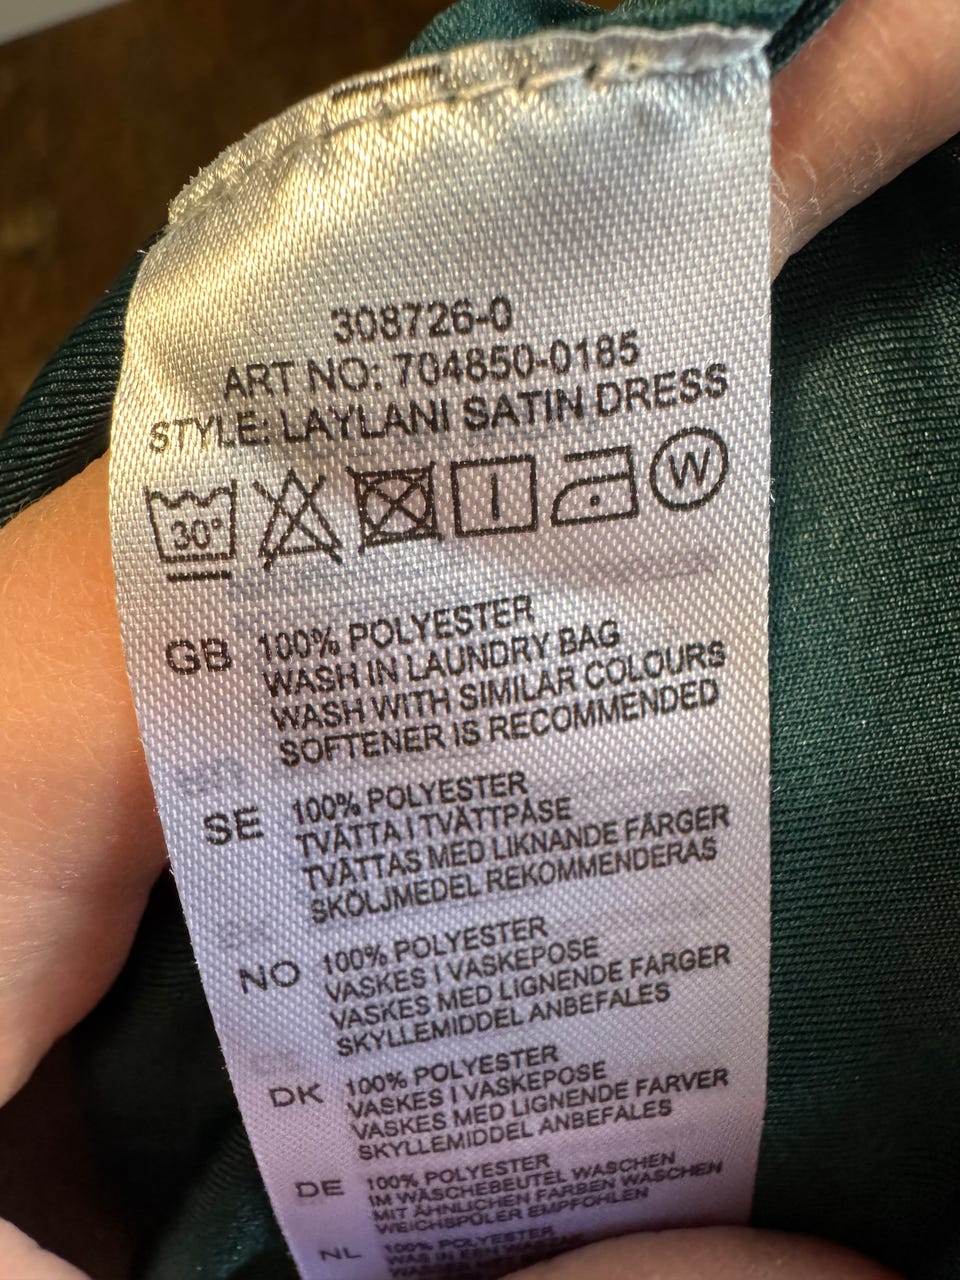 308726-0
ART NO: 704850-0185
STYLE: LAYLANI SATIN DRESS
30° W
GB 100% POLYESTER
WASH IN LAUNDRY BAG
WASH WITH SIMILAR COLOURS
SOFTENER IS RECOMMENDED
SE 100% POLYESTER
TVÄTTA I TVÄTTPÅSE
TVÄTTAS MED LIKNANDE FÄRGER
SKÖLJMEDEL REKOMMENDERAS
NO 100% POLYESTER
VASKES I VASKEPOSE
VASKES MED LIGNENDE FARGER
SKYLLEMIDDEL ANBEFALES
DK 100% POLYESTER
VASKES I VASKEPOSE
VASKES MED LIGNENDE FARVER
SKYLLEMIDDEL ANBEFALES
DE 100% POLYESTER
IM WÄSCHEBEUTEL WASCHEN
MIT ÄHNLICHEN FARBEN WASCHEN
WEICHSPÜLER EMPFOHLEN
NL 100% POLYESTER
WAS IN EEN